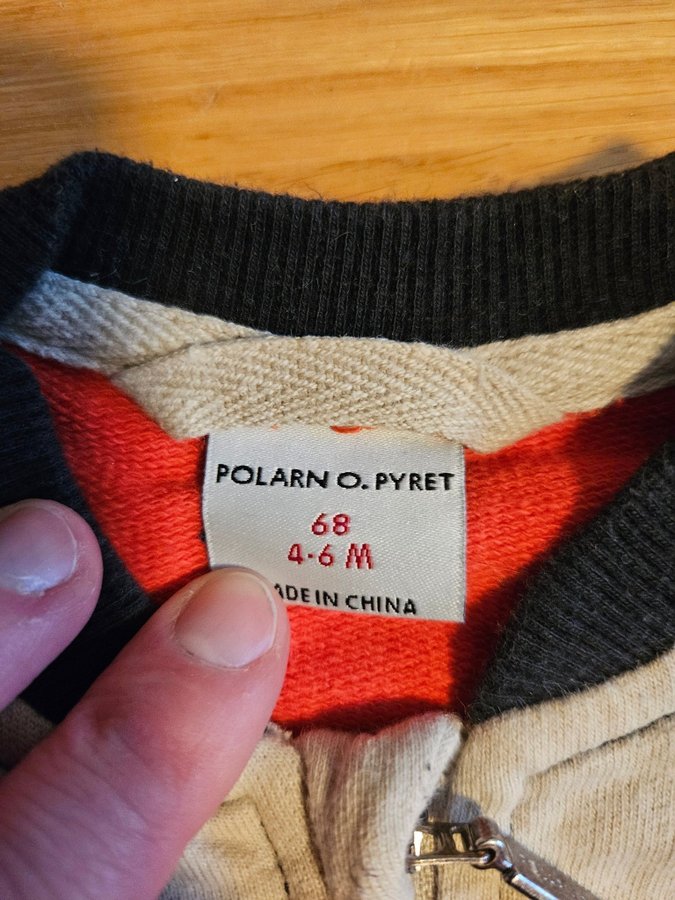 POLARN O. PYRET
68
4-6 M
ADE IN CHINA